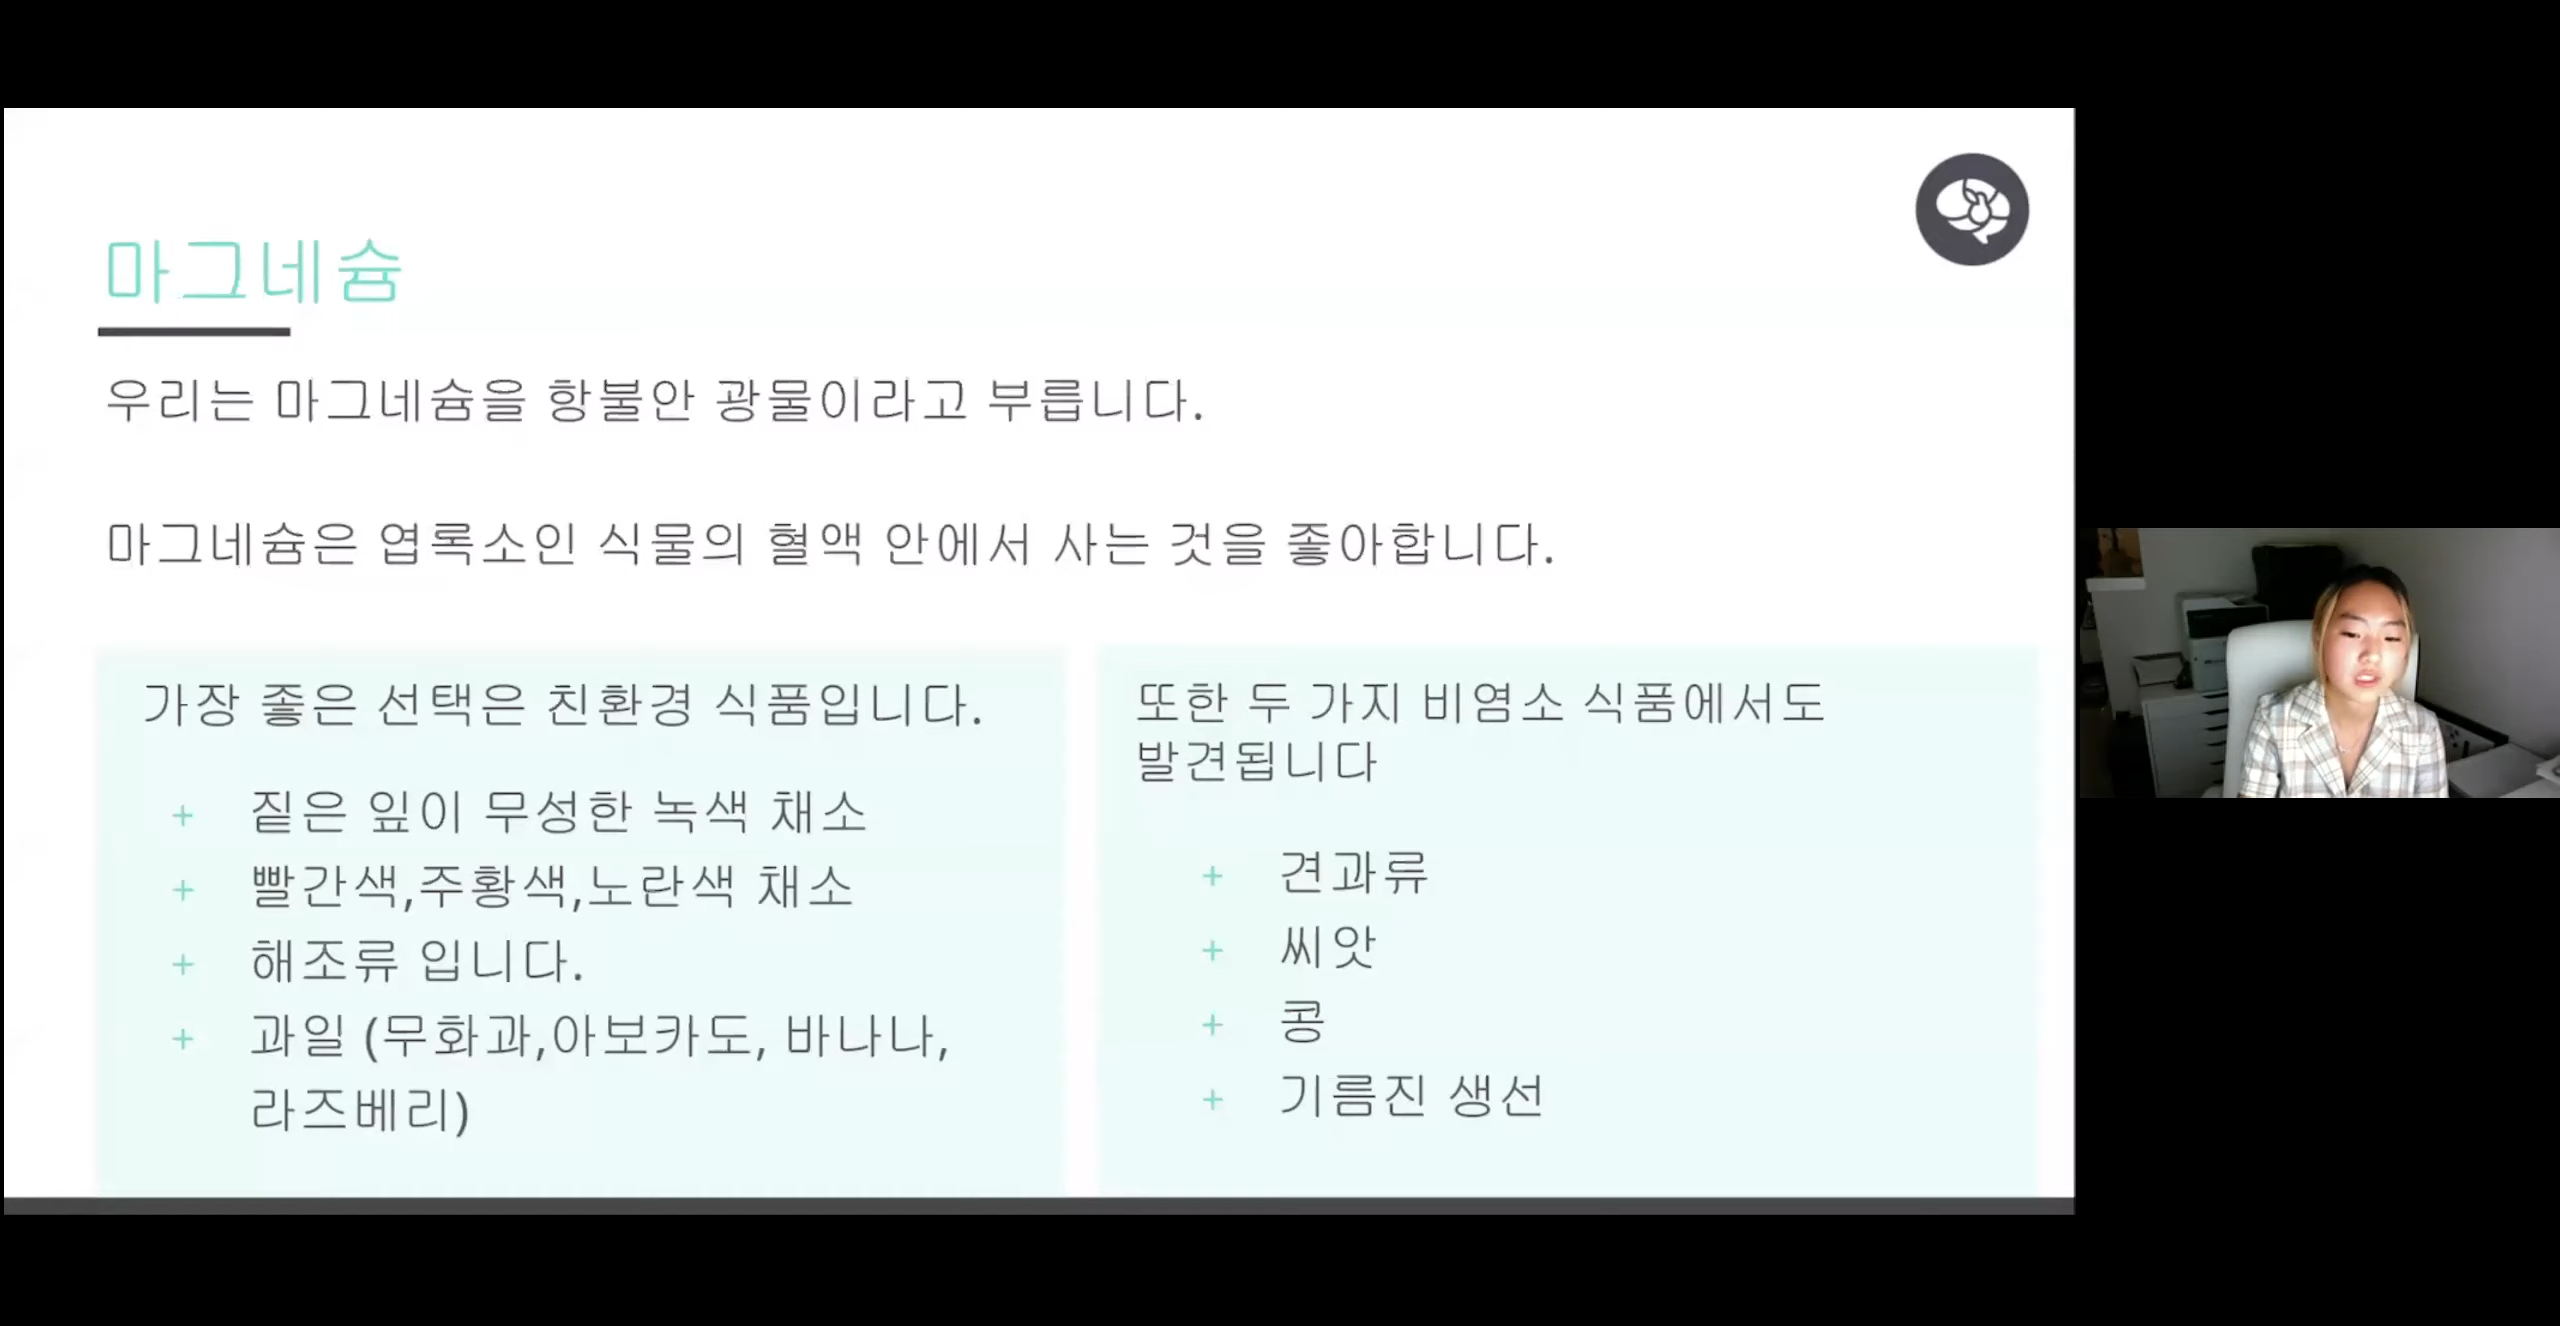 마그네슘
우리는 마그네슘을 항불안 광물이라고 부릅니다.
마그네슘은 엽록소인 식물의 혈액 안에서 사는 것을 좋아합니다.
가장 좋은 선택은 친환경 식품입니다.
+ 짙은 잎이 무성한 녹색 채소
+ 빨간색,주황색,노란색 채소
+ 해조류 입니다.
+ 과일 (무화과,아보카도, 바나나,
라즈베리)
또한 두 가지 비염소 식품에서도
발견됩니다
+ 견과류
+ 씨앗
+ 콩
+ 기름진 생선